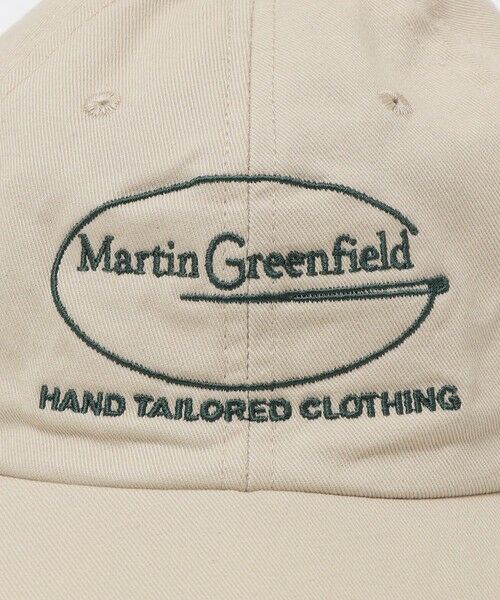 Martin Greenfield
HAND TAILORED CLOTHING